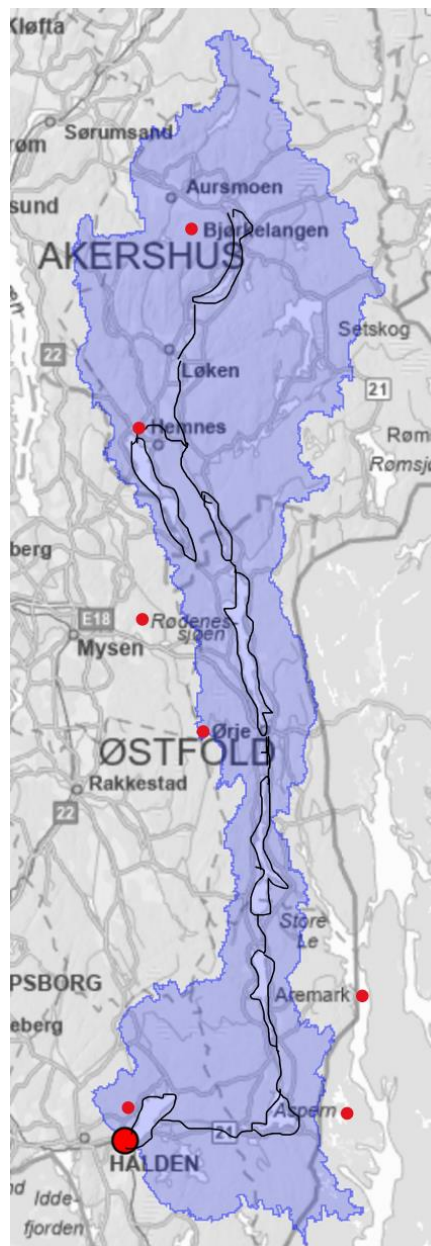 Kløfta
Sørumsand
røm
Aursmoen
sund
Bjørkelangen
AKERSHUS
Setskog
22
Løken
21
Hemnes
Røm
Rømsjø
berg
E18
Rødenes-
sjøen
Mysen
Ørje
ØSTFOLD
Rakkestad
22
Store
Le
PSBORG
Aremark
eberg
Aspern
21
HALDEN
nd
Idde-
fjorden